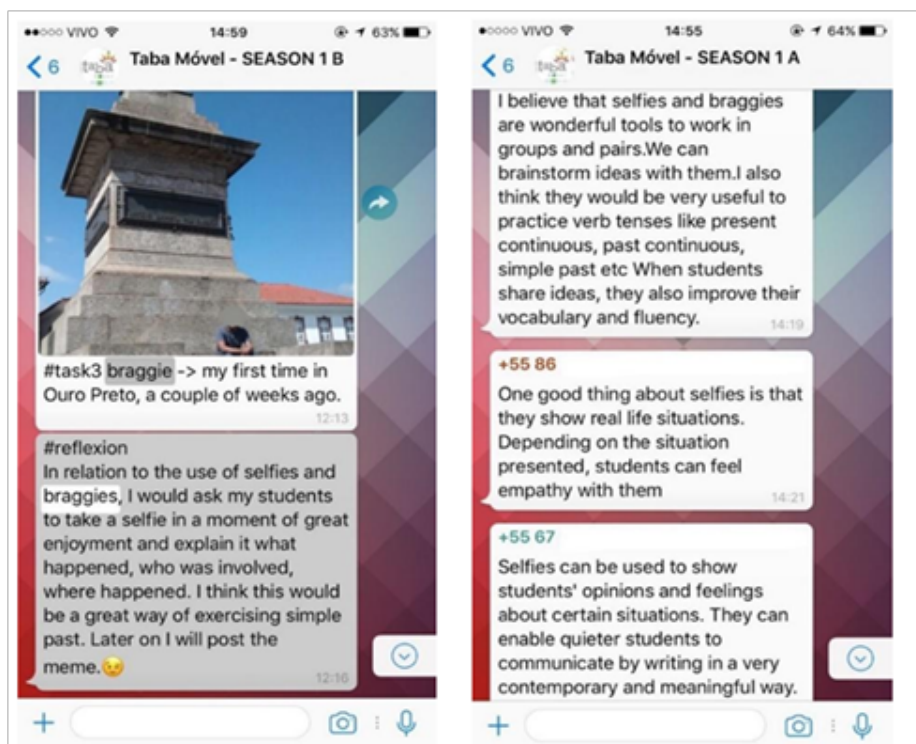 VIVO 14:59 63%
6 taba Taba Móvel - SEASON 1 B
#task3 braggie -> my first time in
Ouro Preto, a couple of weeks ago.
12:13
#reflexion
In relation to the use of selfies and
braggies, I would ask my students
to take a selfie in a moment of great
enjoyment and explain it what
happened, who was involved,
where happened. I think this would
be a great way of exercising simple
past. Later on I will post the
meme.😉
12:16
VIVO 14:55 64%
6 taba Taba Móvel - SEASON 1 A
I believe that selfies and braggies
are wonderful tools to work in
groups and pairs.We can
brainstorm ideas with them.I also
think they would be very useful to
practice verb tenses like present
continuous, past continuous,
simple past etc When students
share ideas, they also improve their
vocabulary and fluency.
14:19
+55 86
One good thing about selfies is that
they show real life situations.
Depending on the situation
presented, students can feel
empathy with them
14:21
+55 67
Selfies can be used to show
students' opinions and feelings
about certain situations. They can
enable quieter students to
communicate by writing in a very
contemporary and meaningful way.